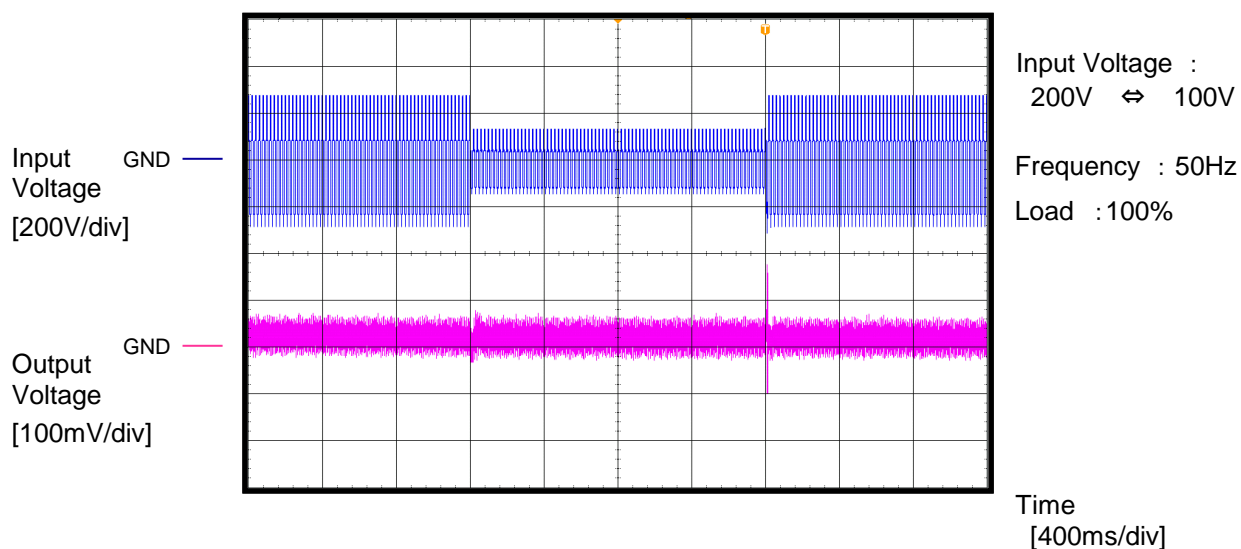 Input
Voltage
[200V/div]
GND
Output
Voltage
[100mV/div]
GND
T
Input Voltage :
200V ⇔ 100V
Frequency : 50Hz
Load :100%
Time
[400ms/div]